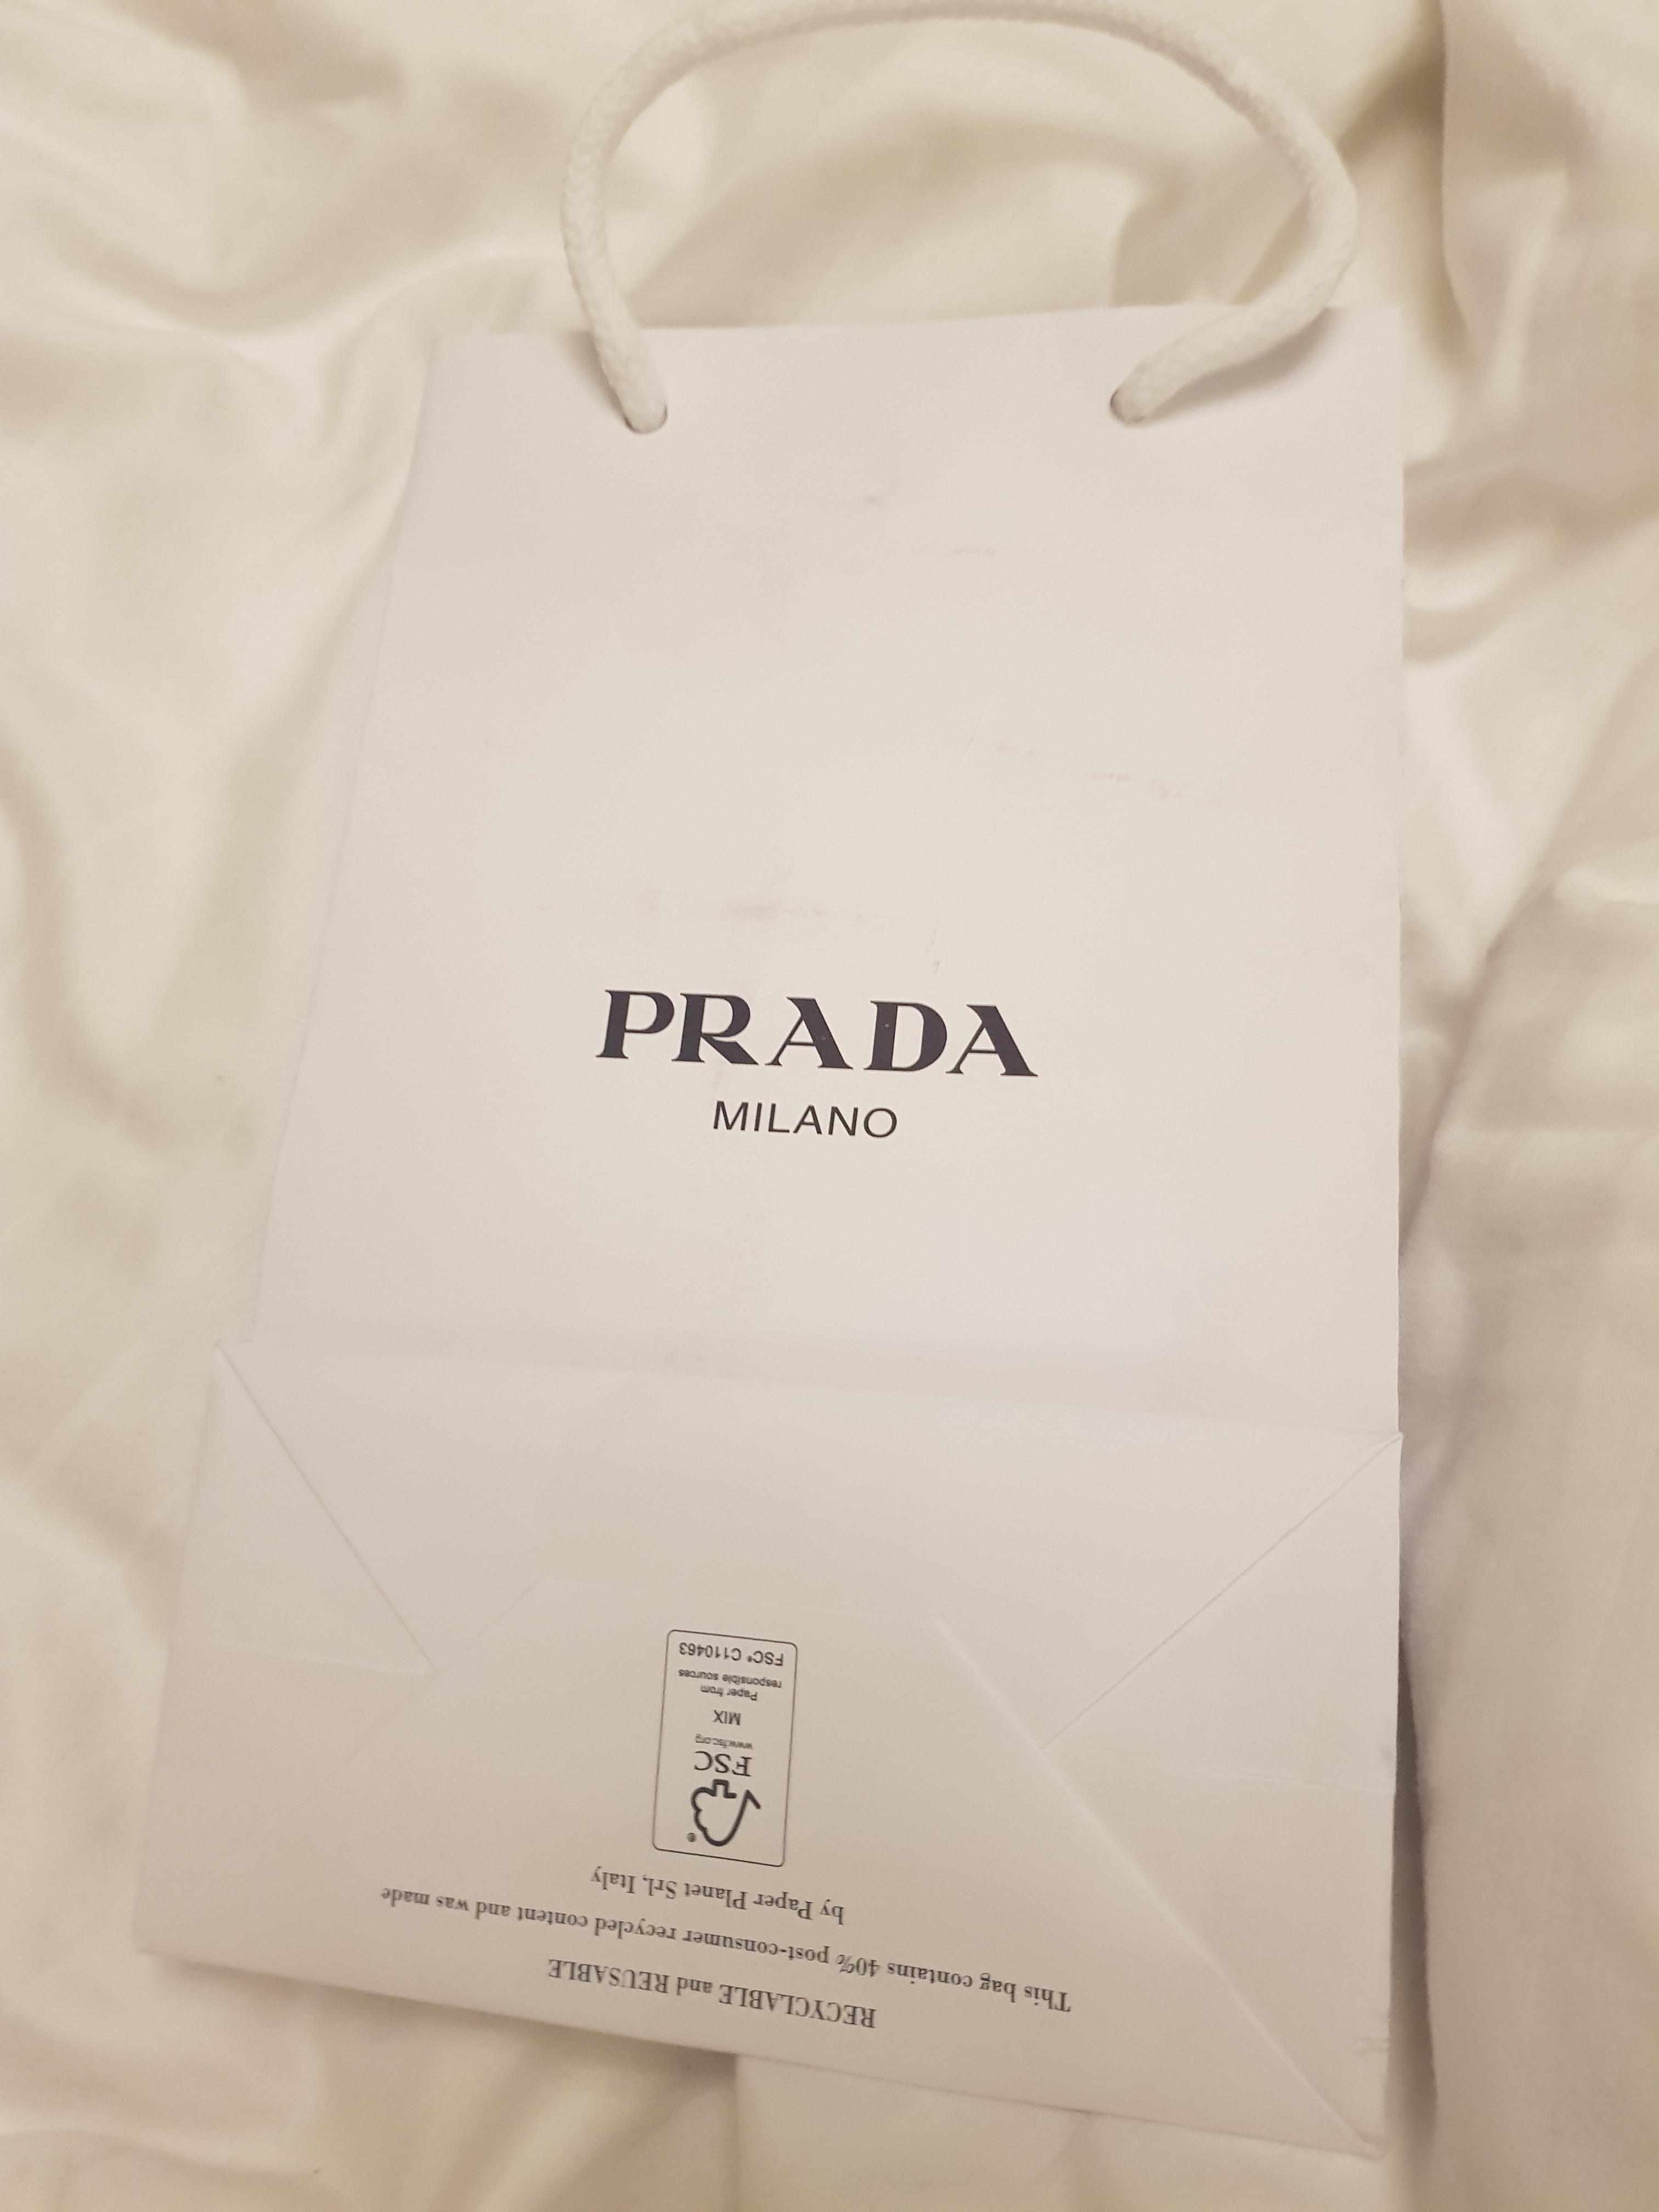 PRADA
MILANO
RECYCLABLE and REUSABLE
This bag contains 40% post-consumer recycled content and was made
by Paper Planet Srl, Italy
®
FSC
www.fsc.org
MIX
Paper from
responsible sources
FSC® C110463